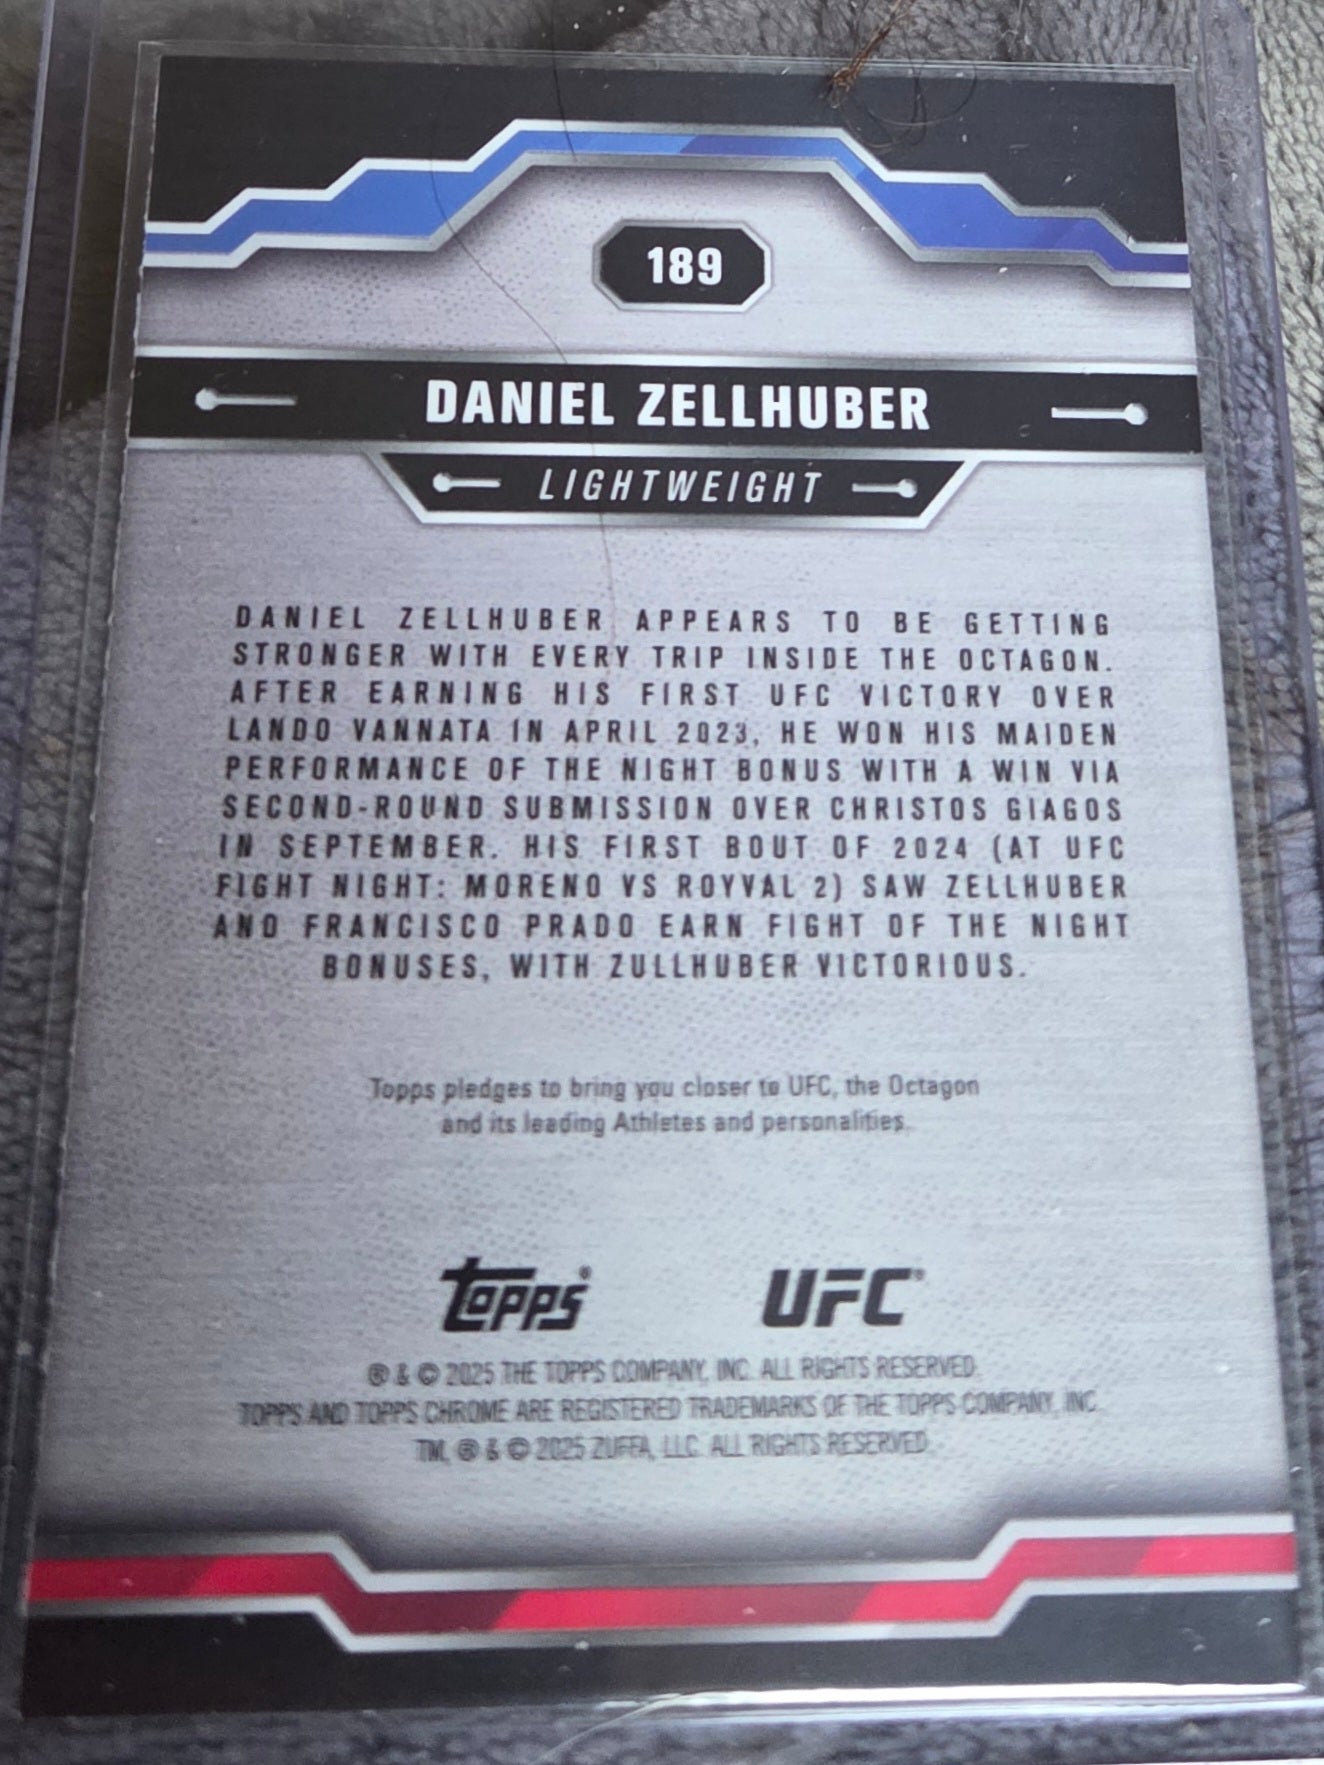 189
DANIEL ZELLHUBER
LIGHTWEIGHT
DANIEL ZELLHUBER APPEARS TO BE GETTING
STRONGER WITH EVERY TRIP INSIDE THE OCTAGON.
AFTER EARNING HIS FIRST UFC VICTORY OVER
LANDO VANNATA IN APRIL 2023, HE WON HIS MAIDEN
PERFORMANCE OF THE NIGHT BONUS WITH A WIN VIA
SECOND-ROUND SUBMISSION OVER CHRISTOS GIAGOS
IN SEPTEMBER. HIS FIRST BOUT OF 2024 (AT UFC
FIGHT NIGHT: MORENO VS ROYVAL 2) SAW ZELLHUBER
AND FRANCISCO PRADO EARN FIGHT OF THE NIGHT
BONUSES, WITH ZULLHUBER VICTORIOUS.
Topps pledges to bring you closer to UFC, the Octagon
and its leading Athletes and personalities.
Topps® UFC®
® & © 2025 THE TOPPS COMPANY, INC. ALL RIGHTS RESERVED.
TOPPS AND TOPPS CHROME ARE REGISTERED TRADEMARKS OF THE TOPPS COMPANY, INC.
TM, ® & © 2025 ZUFFA, LLC. ALL RIGHTS RESERVED.